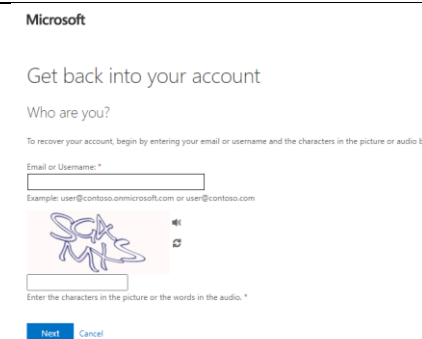 Microsoft
Get back into your account
Who are you?
To recover your account, begin by entering your email or username and the characters in the picture or audio b
Email or Username: *
Example: user@contoso.onmicrosoft.com or user@contoso.com
Enter the characters in the picture or the words in the audio. *
Next Cancel